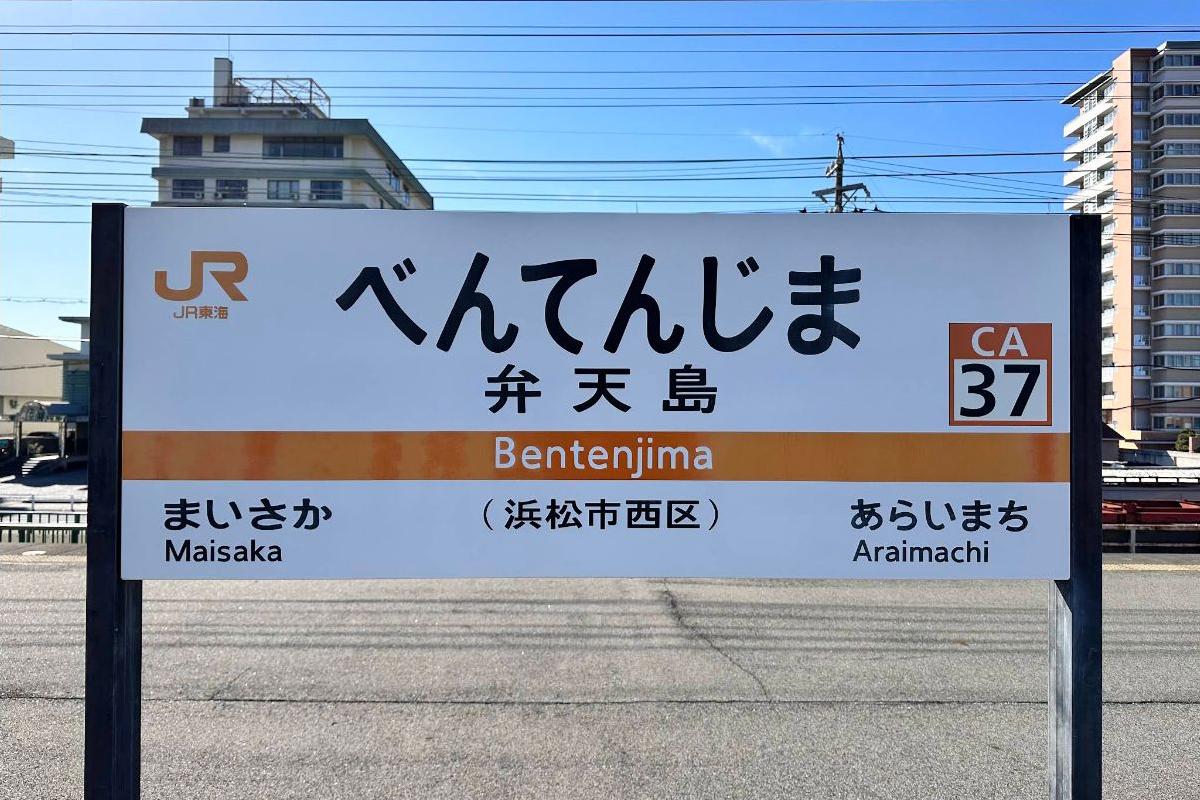 JR
JR東海
べんてんじま
弁天島
CA
37
Bentenjima
まいさか
(浜松市西区)
あらいまち
Maisaka
Araimachi